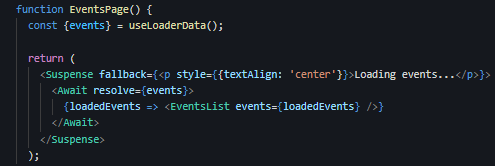 function EventsPage() {
const {events} = useLoaderData();
return (
<Suspense fallback={<p style={{textAlign: 'center'}}>Loading events...</p>}>
<Await resolve={events}>
{loadedEvents => <EventsList events={loadedEvents} />}
</Await>
</Suspense>
);